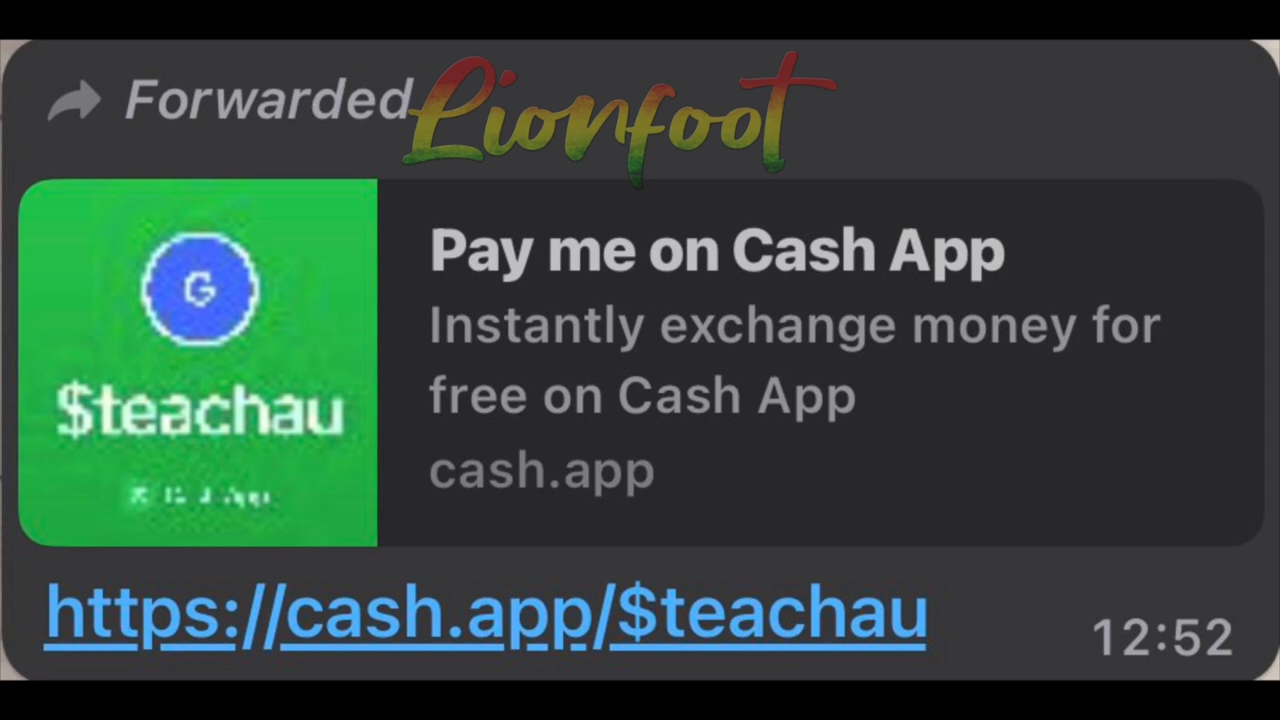 Forwarded
Lionfoot
G
$teachau
Pay me on Cash App
Instantly exchange money for
free on Cash App
cash.app
https://cash.app/$teachau
12:52